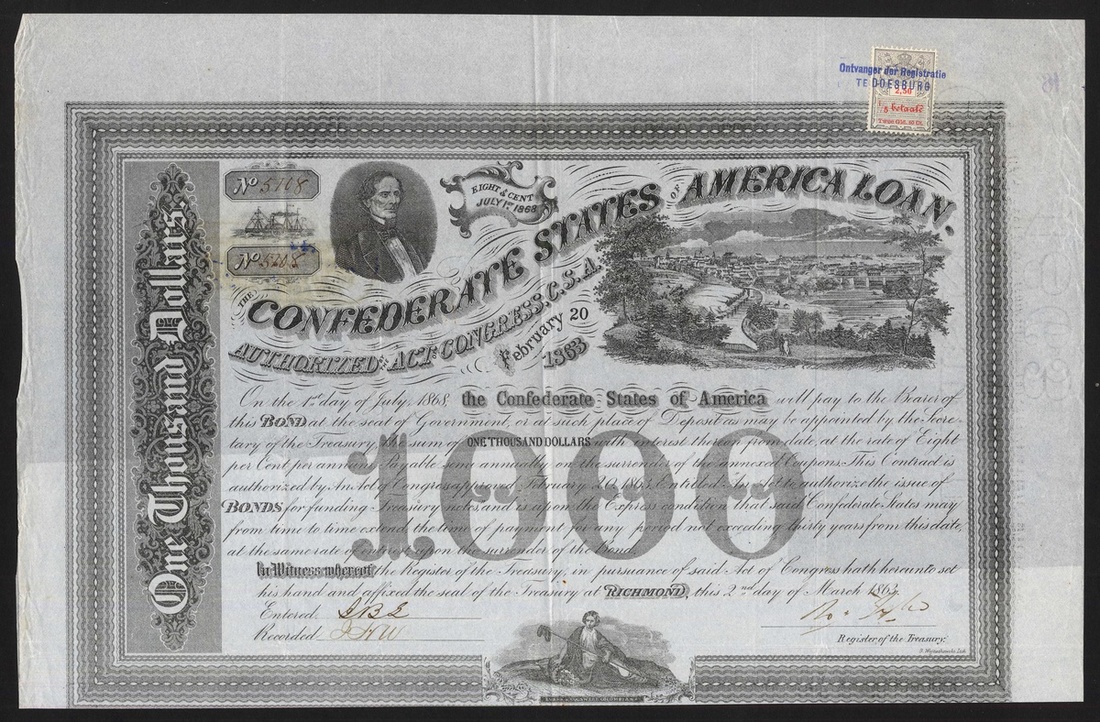 Ontvanger der Registratie
TE DOESBURG
2,50
betaald
No 5208
No 5208
EIGHT ₱ CENT
JULY 1ST 1868
THE CONFEDERATE STATES OF AMERICA LOAN.
AUTHORIZED ACT CONGRESS, C.S.A.
February 20
1863
One Thousand Dollars
1000
On the 1st day of July, 1868 the Confederate States of America will pay to the Bearer of
this BOND at the seat of Government, or at such place of Deposit as may be appointed by the Secre-
tary of the Treasury, the sum of ONE THOUSAND DOLLARS with interest thereon from date, at the rate of Eight
per Cent per annum Payable semi annually on the surrender of the annexed Coupons. This Contract is
authorized by An Act of Congress approved, February 20, 1863, Entitled An Act to authorize the issue of
BONDS for funding Treasury notes, and is upon the Express condition that said Confederate States may
from time to time extend the time of payment for any period not exceeding thirty years from this date,
at the same rate of interest upon the surrender of the bond.
In Witness whereof the Register of the Treasury, in pursuance of said Act of Congress hath hereunto set
his hand and affixed the seal of the Treasury at RICHMOND, this 2nd day of March 1863.
Entered
Recorded
Register of the Treasury.